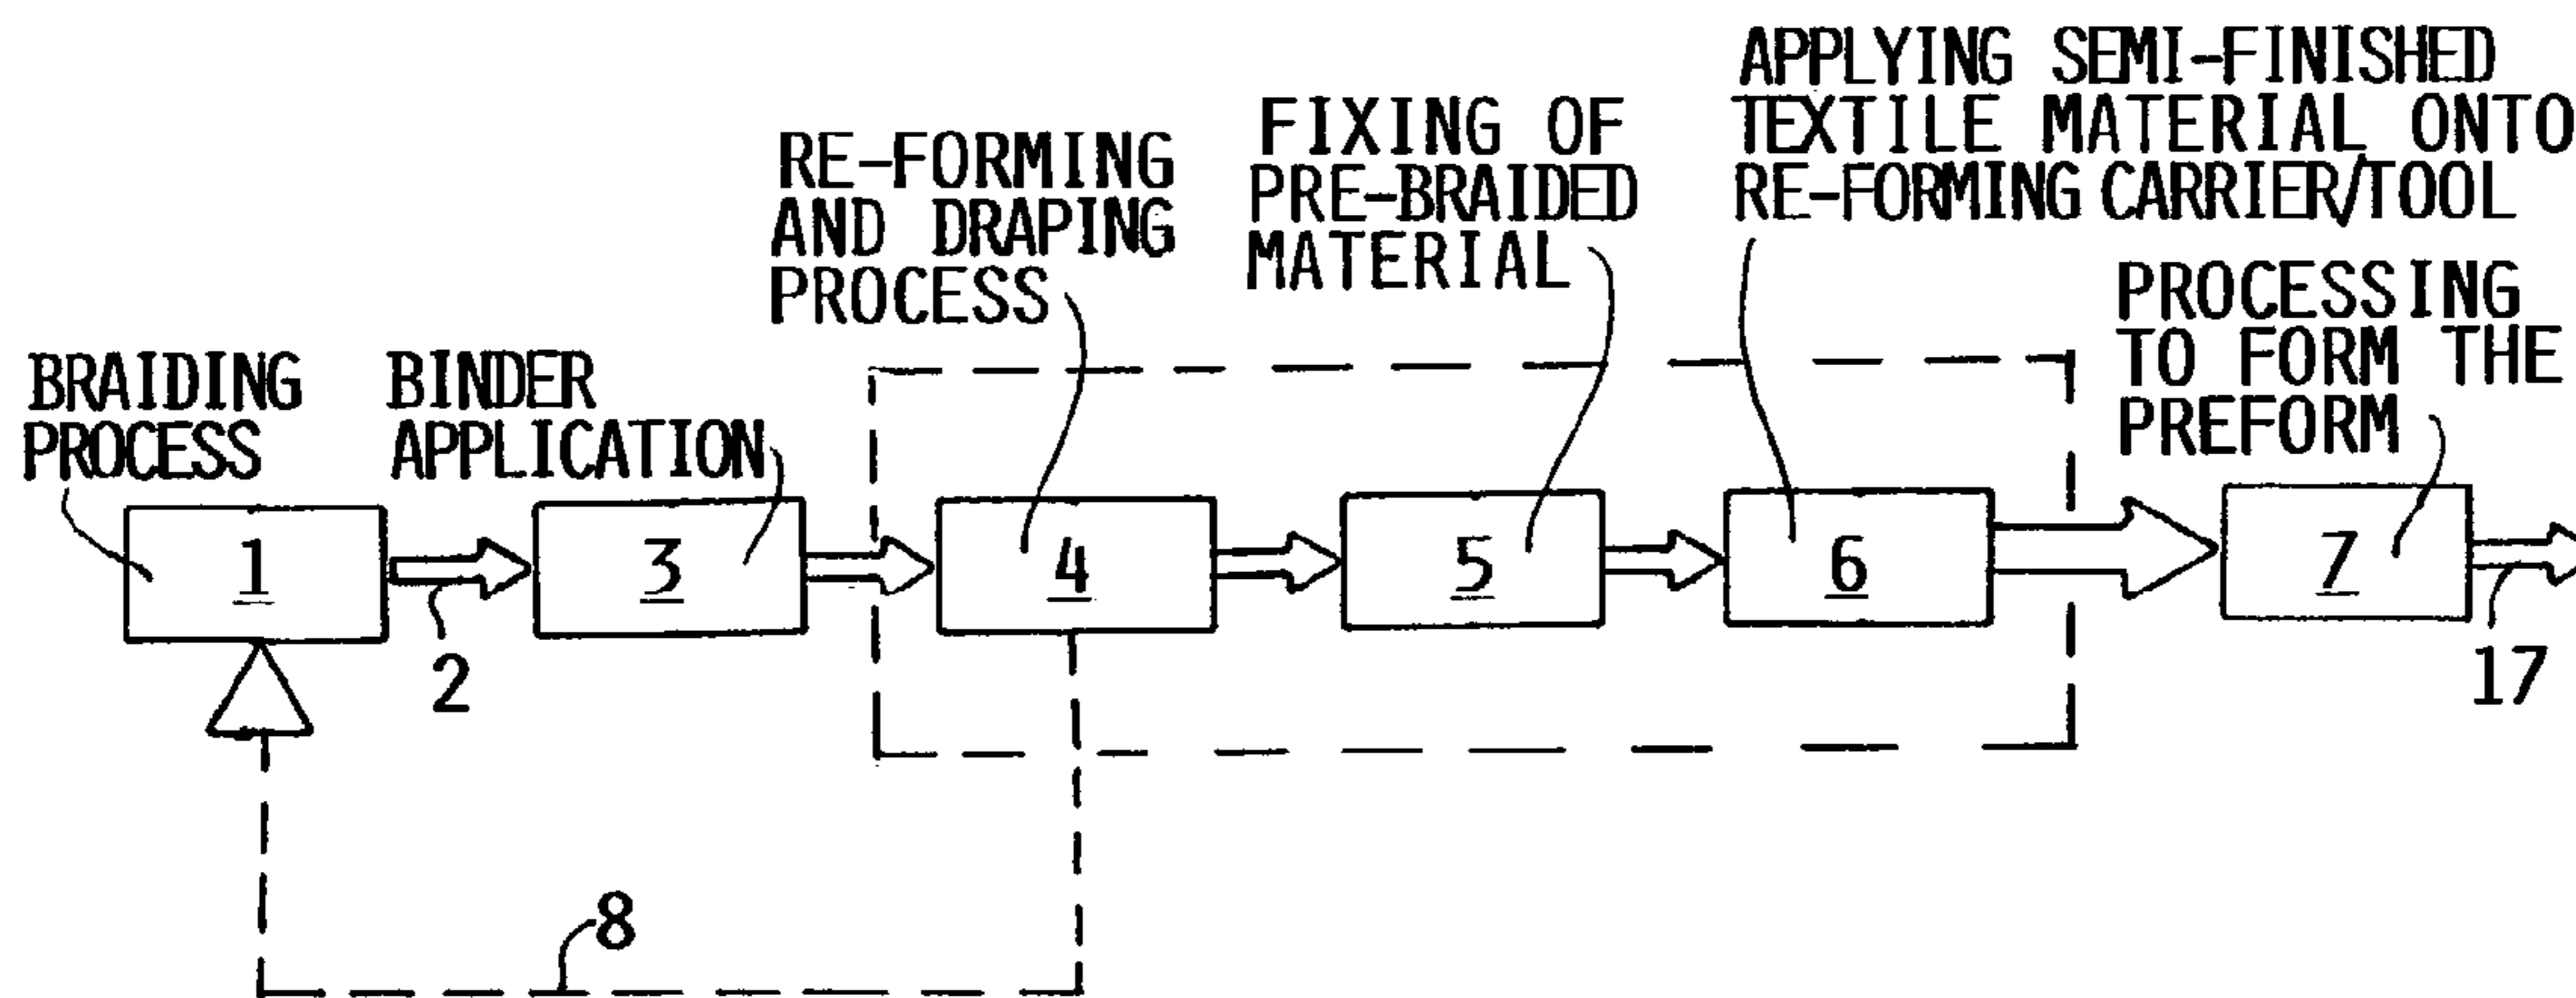 BRAIDING
PROCESS
BINDER
APPLICATION
RE-FORMING
AND DRAPING
PROCESS
FIXING OF
PRE-BRAIDED
MATERIAL
APPLYING SEMI-FINISHED
TEXTILE MATERIAL ONTO
RE-FORMING CARRIER/TOOL
PROCESSING
TO FORM THE
PREFORM
1
2
3
4
5
6
7
17
8